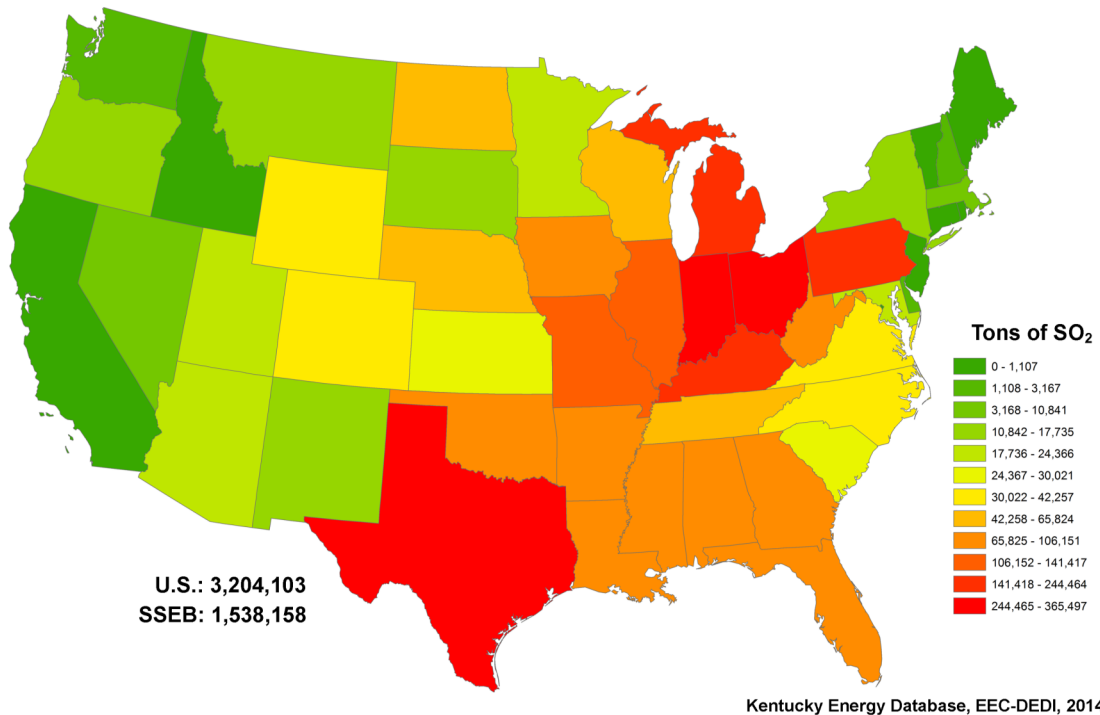 Tons of SO2
0 - 1,107
1,108 - 3,167
3,168 - 10,841
10,842 - 17,735
17,736 - 24,366
24,367 - 30,021
30,022 - 42,257
42,258 - 65,824
65,825 - 106,151
106,152 - 141,417
141,418 - 244,464
244,465 - 365,497
U.S.: 3,204,103
SSEB: 1,538,158
Kentucky Energy Database, EEC-DEDI, 2014